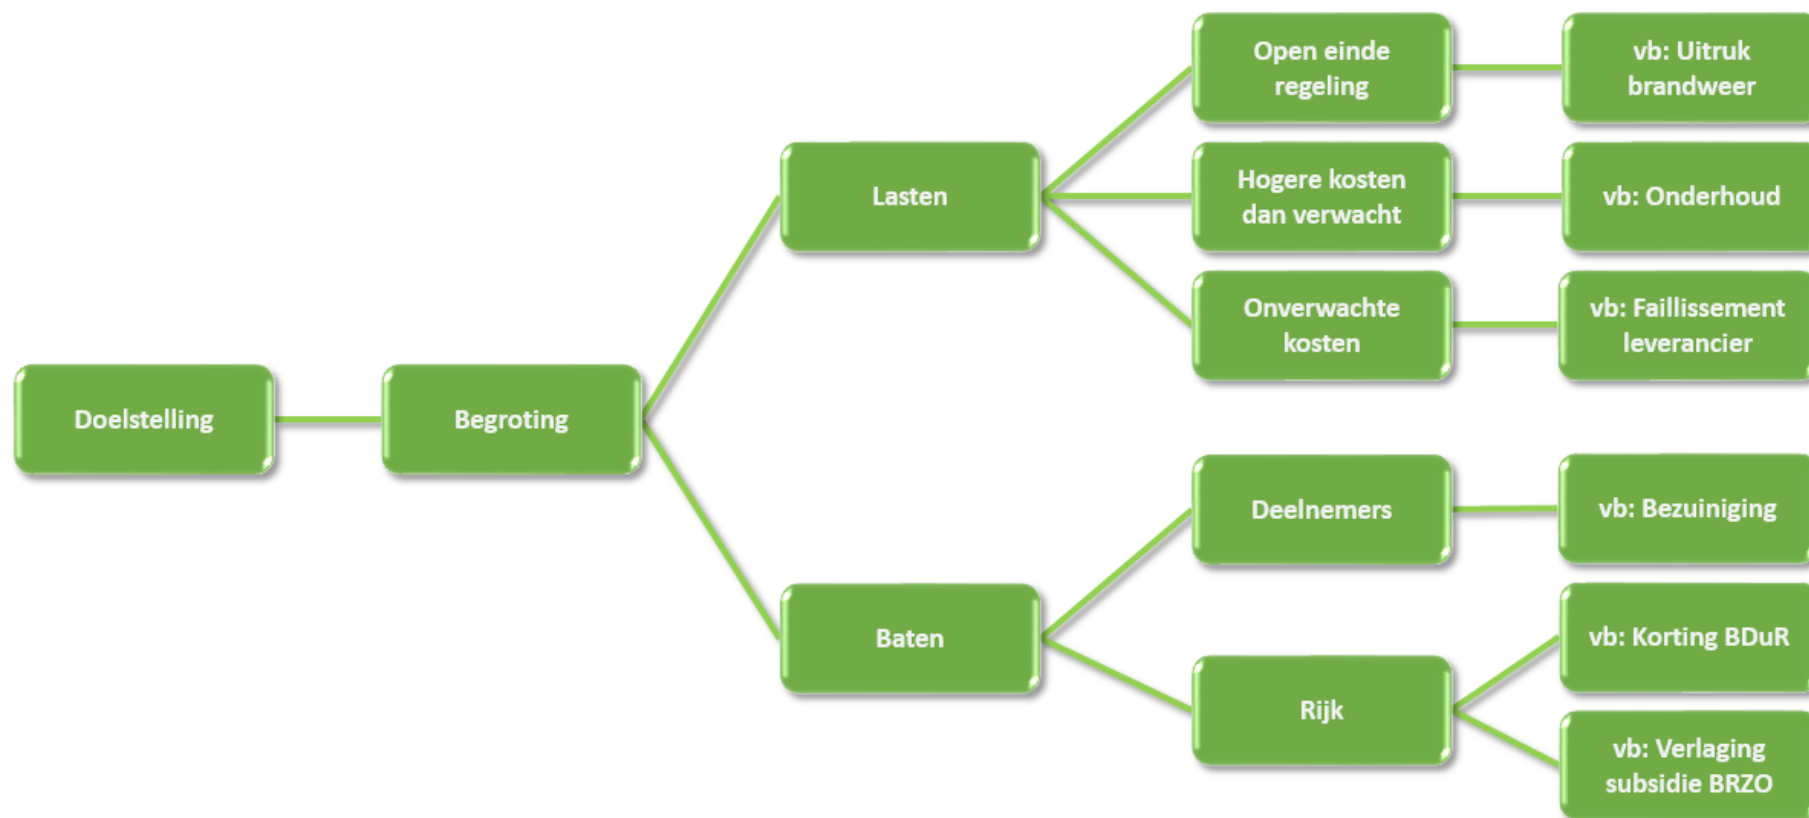 Doelstelling
Begroting
Lasten
Open einde
regeling
vb: Uitruk
brandweer
Hogere kosten
dan verwacht
vb: Onderhoud
Onverwachte
kosten
vb: Faillissement
leverancier
Baten
Deelnemers
vb: Bezuiniging
Rijk
vb: Korting BDuR
vb: Verlaging
subsidie BRZO